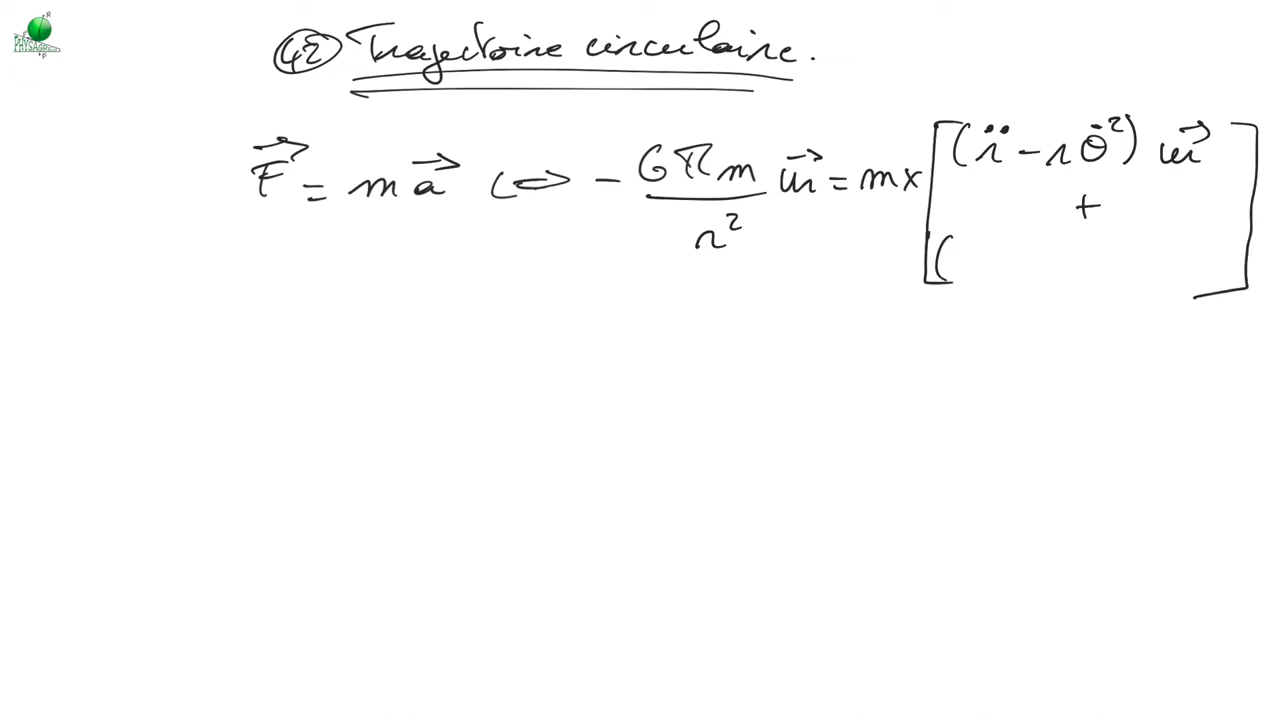 42 Trajectoire circulaire.
F⃗ = m a⃗ ⇔ - GMm / r² u⃗r = m × [ (r̈ - r θ̇²) u⃗r
+
(
]